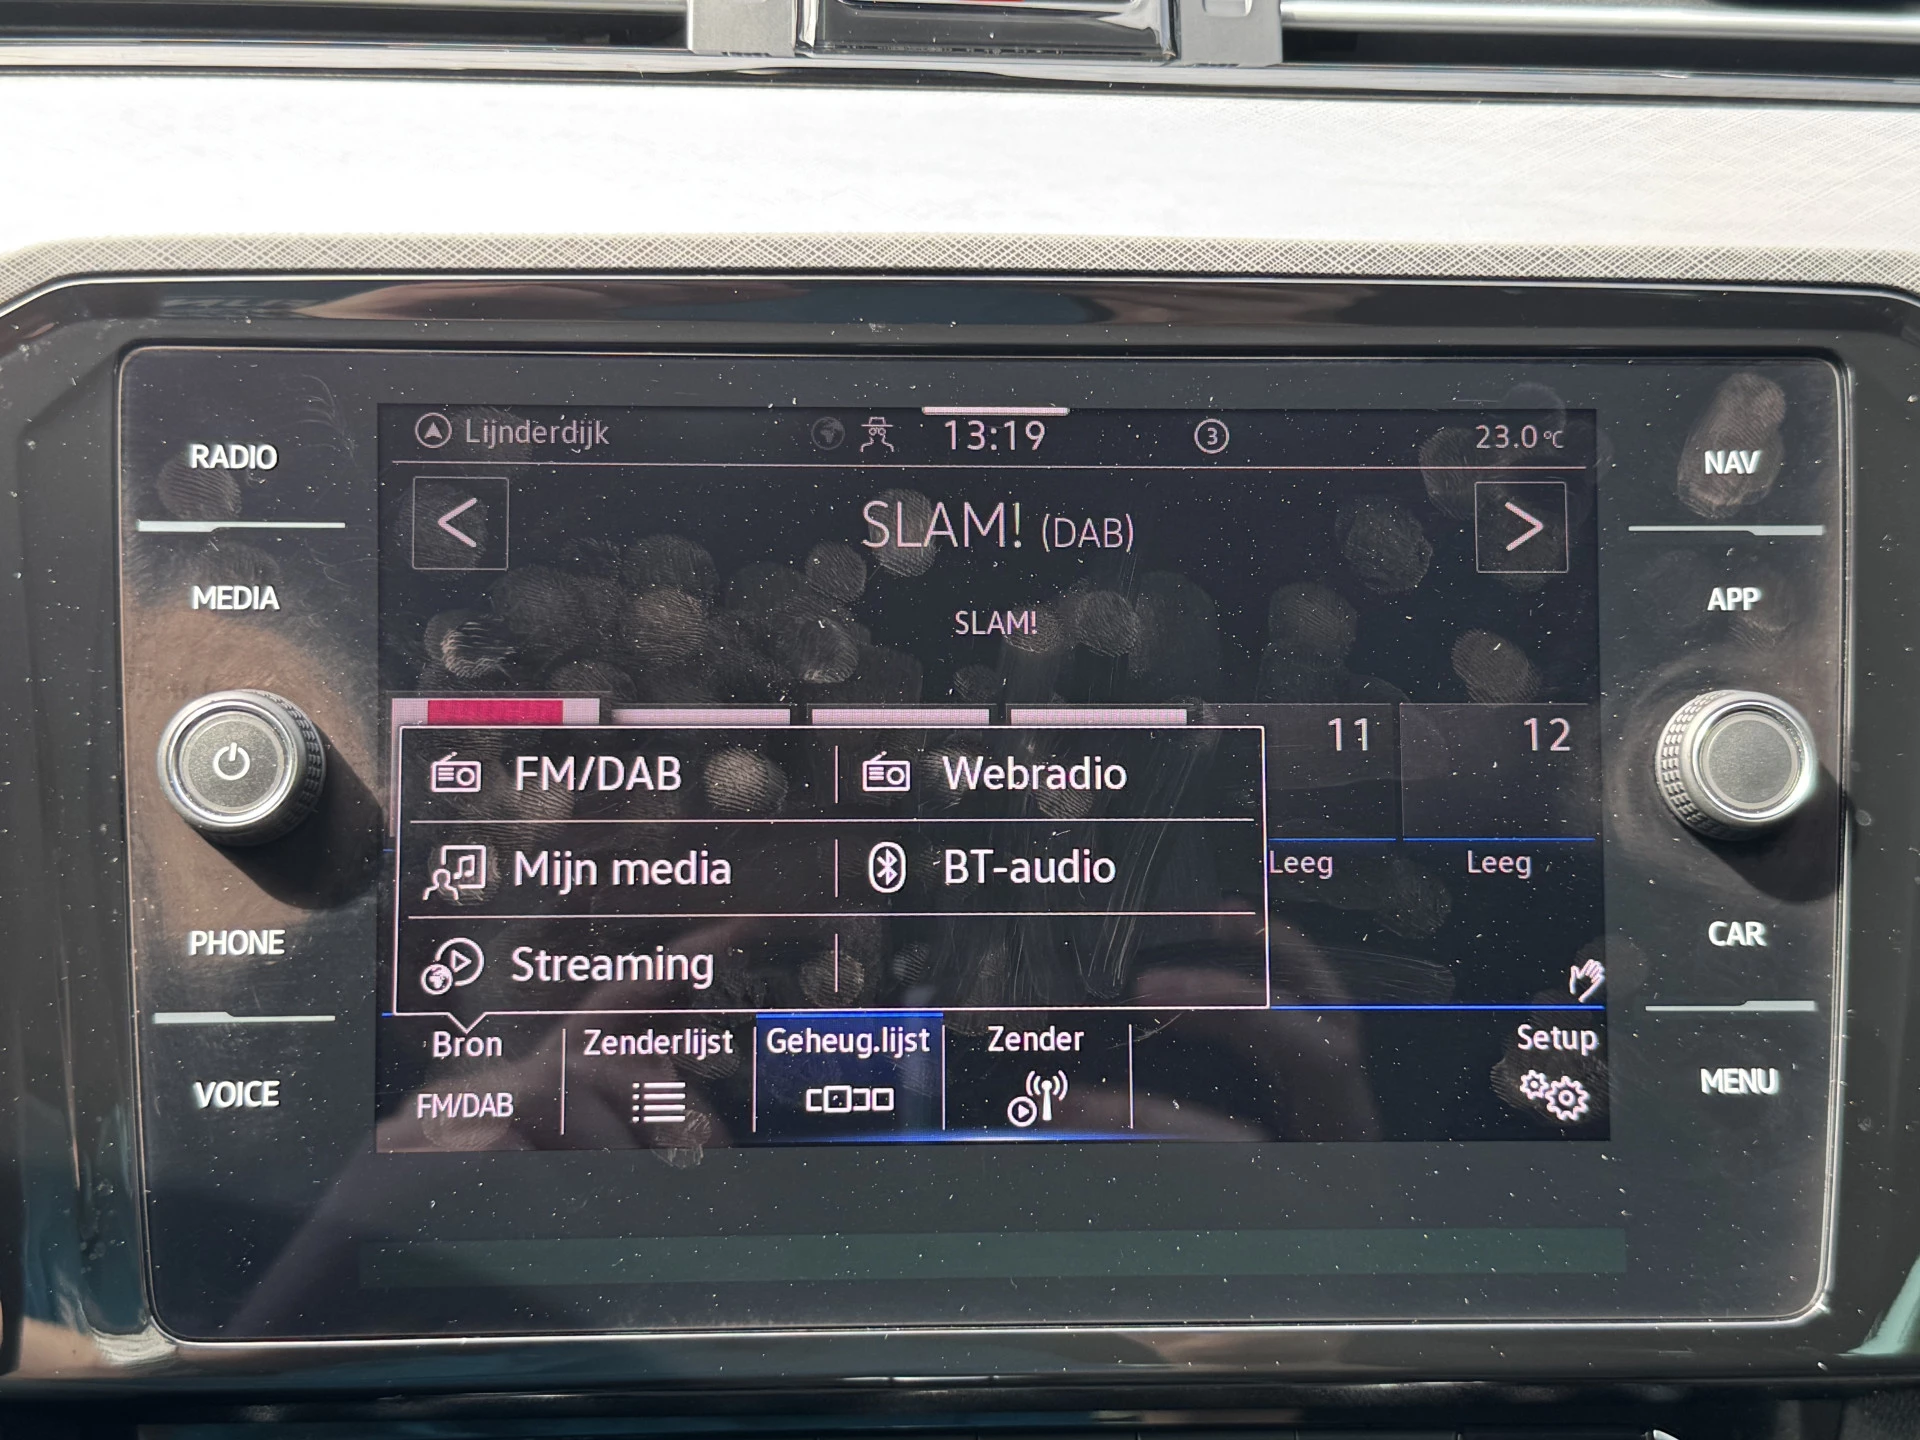 RADIO
MEDIA
PHONE
VOICE
Lijnderdijk
13:19
3
23.0 °C
SLAM! (DAB)
SLAM!
11
12
FM/DAB
Webradio
Mijn media
BT-audio
Leeg
Leeg
Streaming
Bron
FM/DAB
Zenderlijst
Geheug.lijst
Zender
Setup
NAV
APP
CAR
MENU